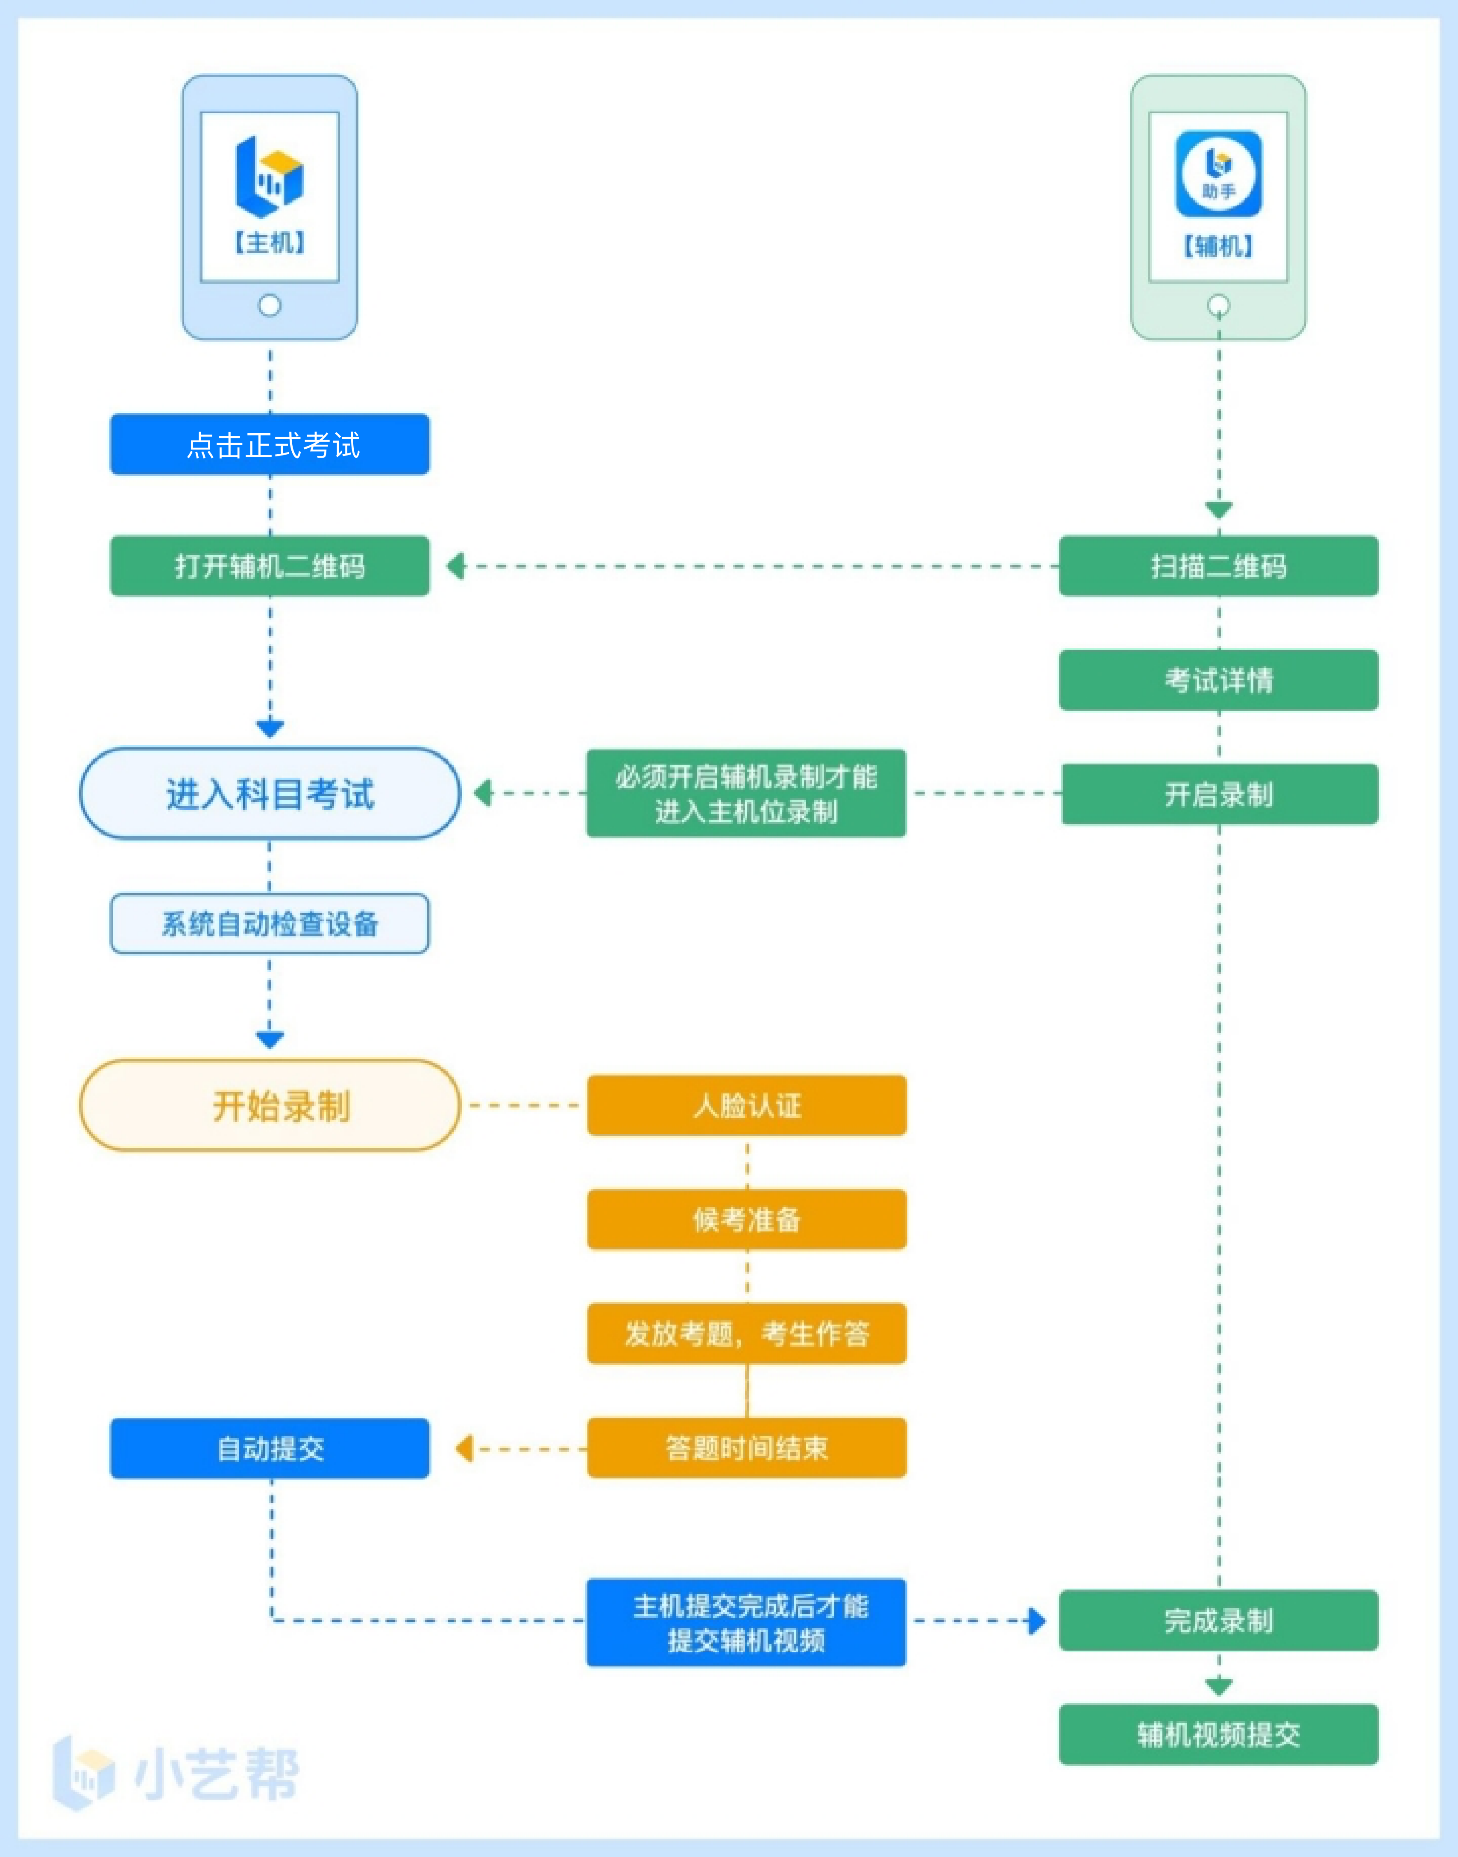 【主机】
助手
【辅机】
点击正式考试
打开辅机二维码
扫描二维码
考试详情
进入科目考试
必须开启辅机录制才能
进入主机位录制
开启录制
系统自动检查设备
开始录制
人脸认证
候考准备
发放考题，考生作答
自动提交
答题时间结束
主机提交完成后才能
提交辅机视频
完成录制
辅机视频提交
小艺帮